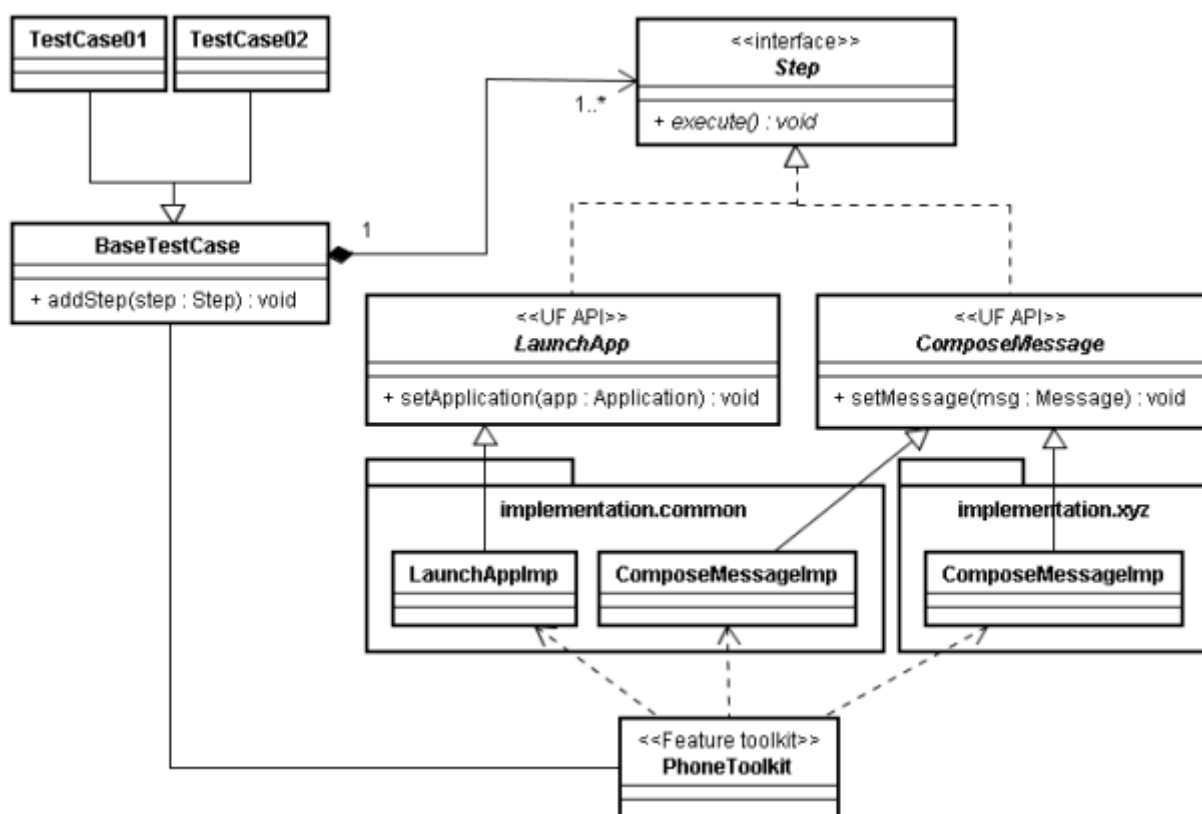 TestCase01
TestCase02
<<interface>>
Step
+ execute() : void
1..*
1
BaseTestCase
+ addStep(step : Step) : void
<<UF API>>
LaunchApp
+ setApplication(app : Application) : void
<<UF API>>
ComposeMessage
+ setMessage(msg : Message) : void
implementation.common
LaunchAppImp
ComposeMessageImp
implementation.xyz
ComposeMessageImp
<<Feature toolkit>>
PhoneToolkit